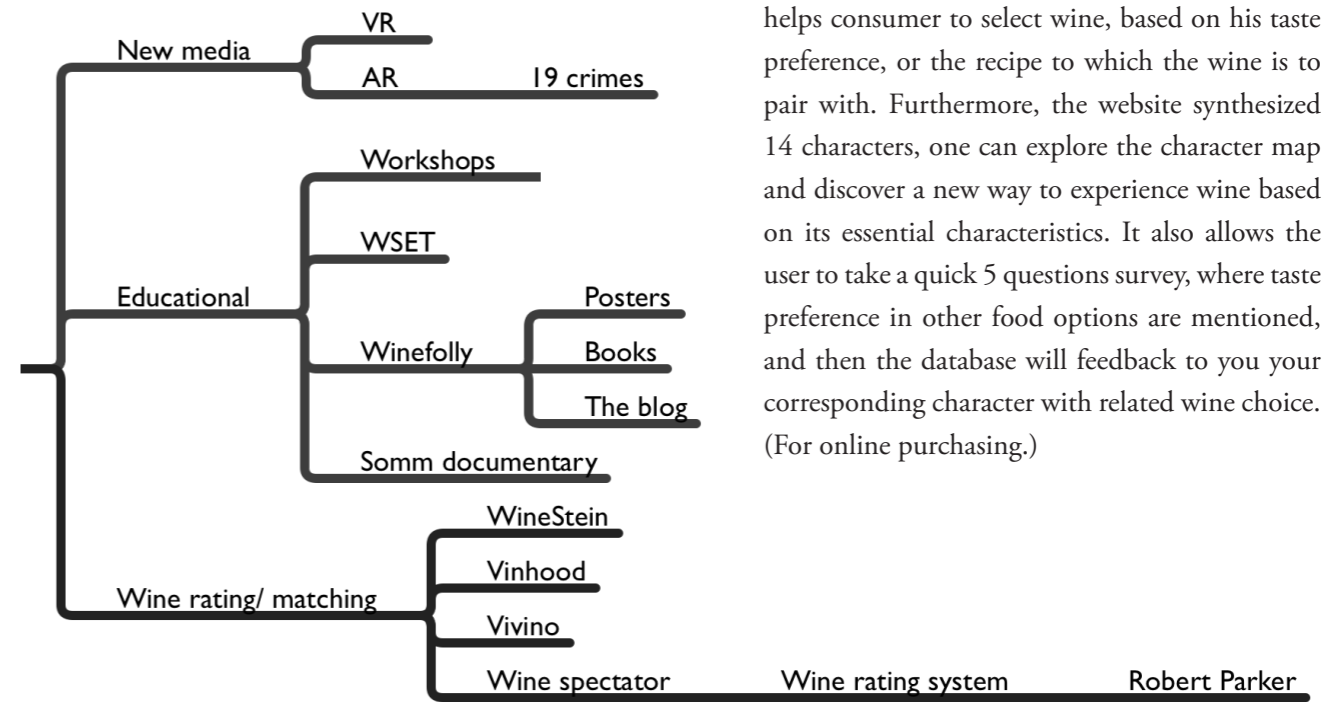 VR
New media
AR
19 crimes
Workshops
WSET
Educational
Posters
Winefolly
Books
The blog
Somm documentary
WineStein
Vinhood
Wine rating/ matching
Vivino
Wine spectator
Wine rating system
Robert Parker
helps consumer to select wine, based on his taste
preference, or the recipe to which the wine is to
pair with. Furthermore, the website synthesized
14 characters, one can explore the character map
and discover a new way to experience wine based
on its essential characteristics. It also allows the
user to take a quick 5 questions survey, where taste
preference in other food options are mentioned,
and then the database will feedback to you your
corresponding character with related wine choice.
(For online purchasing.)